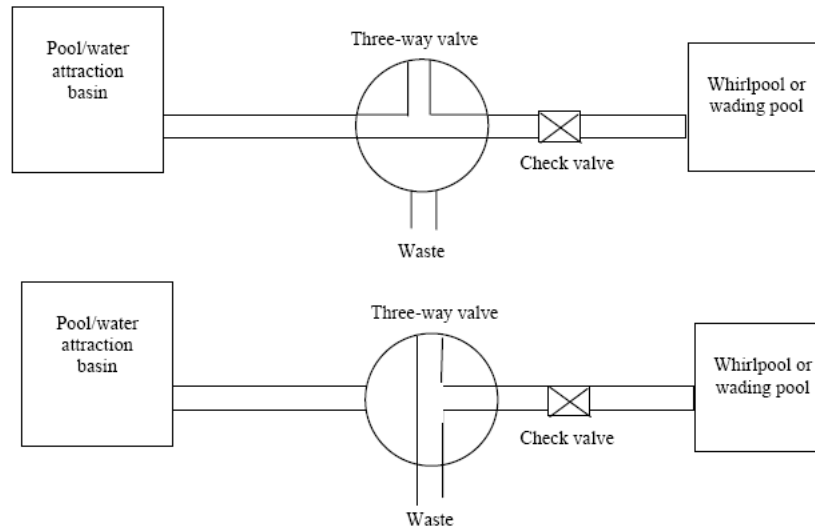 Three-way valve
Pool/water
attraction
basin
Whirlpool or
wading pool
Check valve
Waste
Three-way valve
Pool/water
attraction
basin
Whirlpool or
wading pool
Check valve
Waste